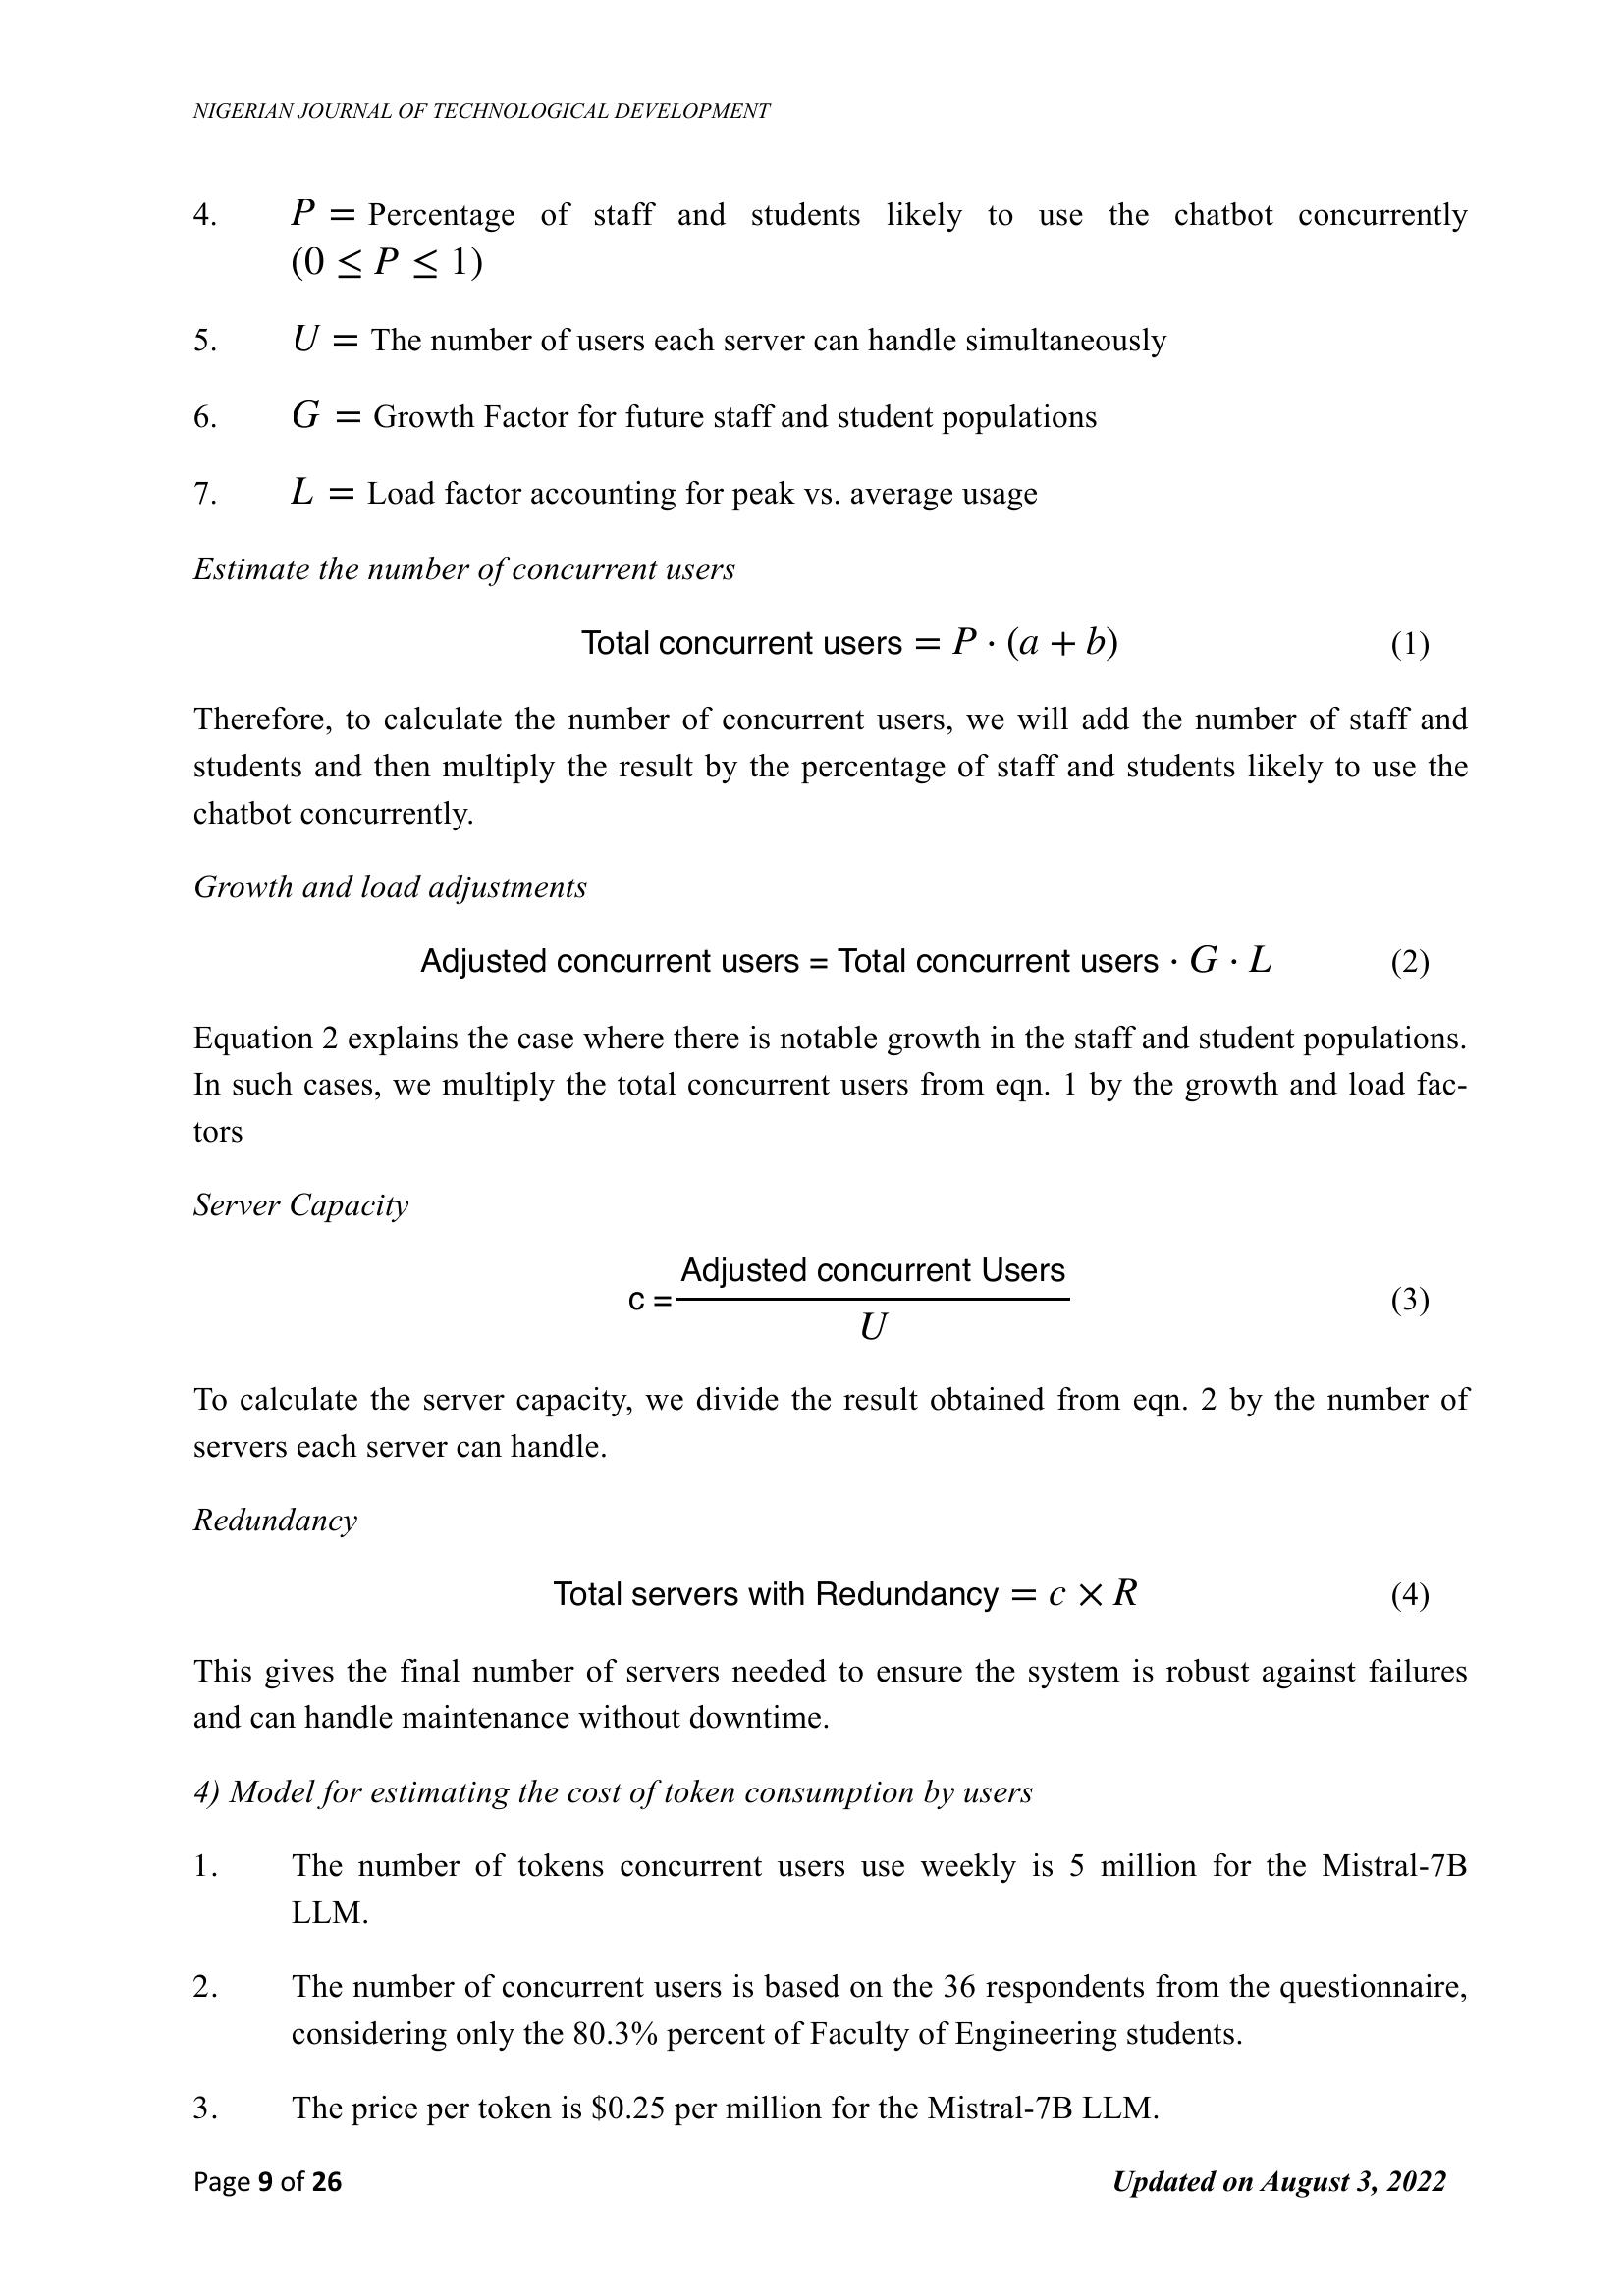 NIGERIAN JOURNAL OF TECHNOLOGICAL DEVELOPMENT
4. P = Percentage of staff and students likely to use the chatbot concurrently
(0 ≤ P ≤ 1)
5. U = The number of users each server can handle simultaneously
6. G = Growth Factor for future staff and student populations
7. L = Load factor accounting for peak vs. average usage
Estimate the number of concurrent users
Total concurrent users = P · (a + b) (1)
Therefore, to calculate the number of concurrent users, we will add the number of staff and
students and then multiply the result by the percentage of staff and students likely to use the
chatbot concurrently.
Growth and load adjustments
Adjusted concurrent users = Total concurrent users · G · L (2)
Equation 2 explains the case where there is notable growth in the staff and student populations.
In such cases, we multiply the total concurrent users from eqn. 1 by the growth and load fac-
tors
Server Capacity
Adjusted concurrent Users
c = (3)
U
To calculate the server capacity, we divide the result obtained from eqn. 2 by the number of
servers each server can handle.
Redundancy
Total servers with Redundancy = c × R (4)
This gives the final number of servers needed to ensure the system is robust against failures
and can handle maintenance without downtime.
4) Model for estimating the cost of token consumption by users
1. The number of tokens concurrent users use weekly is 5 million for the Mistral-7B
LLM.
2. The number of concurrent users is based on the 36 respondents from the questionnaire,
considering only the 80.3% percent of Faculty of Engineering students.
3. The price per token is $0.25 per million for the Mistral-7B LLM.
Page 9 of 26 Updated on August 3, 2022